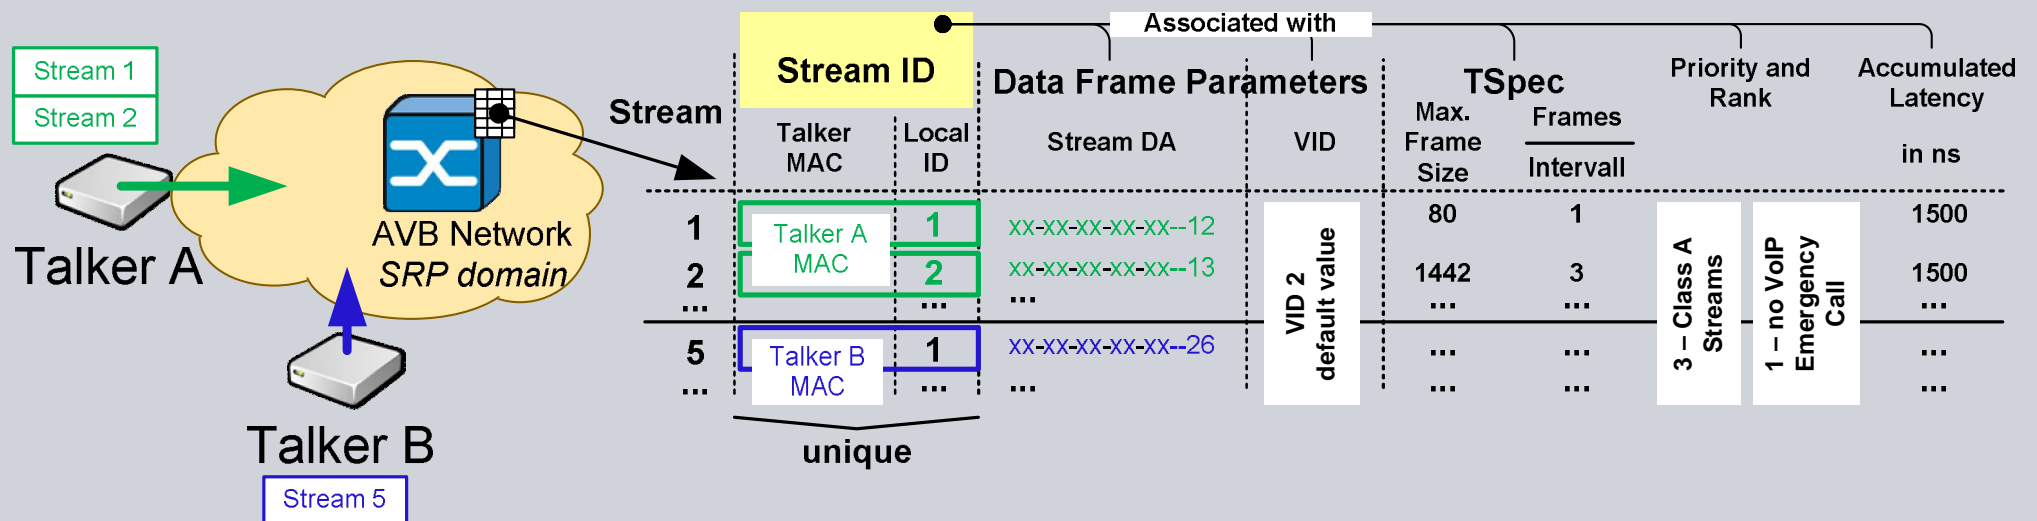 Stream 1
Stream 2
Talker A
AVB Network
SRP domain
Talker B
Stream 5
Associated with
Stream
Stream ID
Data Frame Parameters
TSpec
Priority and
Rank
Accumulated
Latency
Talker
MAC
Local
ID
Stream DA
VID
Max.
Frame
Size
Frames
Intervall
in ns
1
Talker A
MAC
1
xx-xx-xx-xx-xx--12
80
1
1500
2
2
xx-xx-xx-xx-xx--13
1442
3
1500
...
...
...
...
...
...
VID 2
default value
3 – Class A
Streams
1 – no VoIP
Emergency
Call
5
Talker B
MAC
1
xx-xx-xx-xx-xx--26
...
...
...
...
...
...
...
...
...
unique